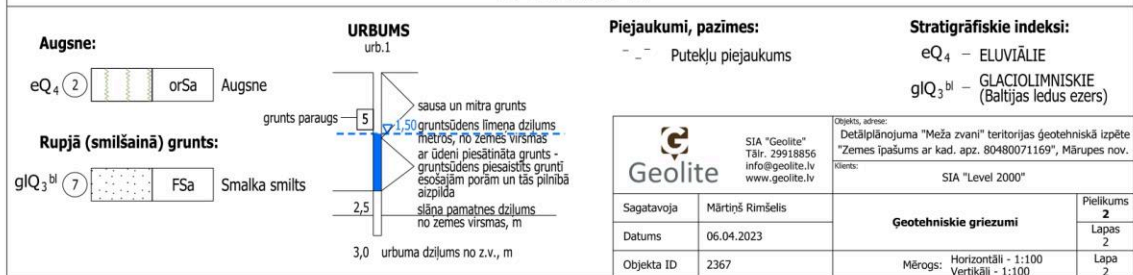 Augsne:
eQ4 2 orSa Augsne
Rupjā (smilšainā) grunts:
glQ3 bl 7 FSa Smalka smilts
URBUMS
urb.1
grunts paraugs 5
sausa un mitra grunts
1,50 gruntsūdens līmeņa dziļums
metros, no zemes virsmas
ar ūdeni piesātināta grunts -
gruntsūdens piesaistīts gruntī
esošajām porām un tās pilnībā
aizpilda
2,5 slāņa pamatnes dziļums
no zemes virsmas, m
3,0 urbuma dziļums no z.v., m
Piejaukumi, pazīmes:
Putekļu piejaukums
Stratigrāfiskie indeksi:
eQ4 – ELUVIĀLIE
glQ3 bl – GLACIOLIMNISKIE
(Baltijas ledus ezers)
Geolite
SIA "Geolite"
Tālr. 29918856
info@geolite.lv
www.geolite.lv
Objekts, adrese:
Detālplānojuma "Meža zvani" teritorijas ģeotehniskā izpēte
"Zemes īpašums ar kad. apz. 80480071169", Mārupes nov.
Klients:
SIA "Level 2000"
Sagatavoja Mārtiņš Rimšelis
Datums 06.04.2023
Objekta ID 2367
Ģeotehniskie griezumi
Mērogs: Horizontāli - 1:100
Vertikāli - 1:100
Pielikums
2
Lapas
2
Lapa
2